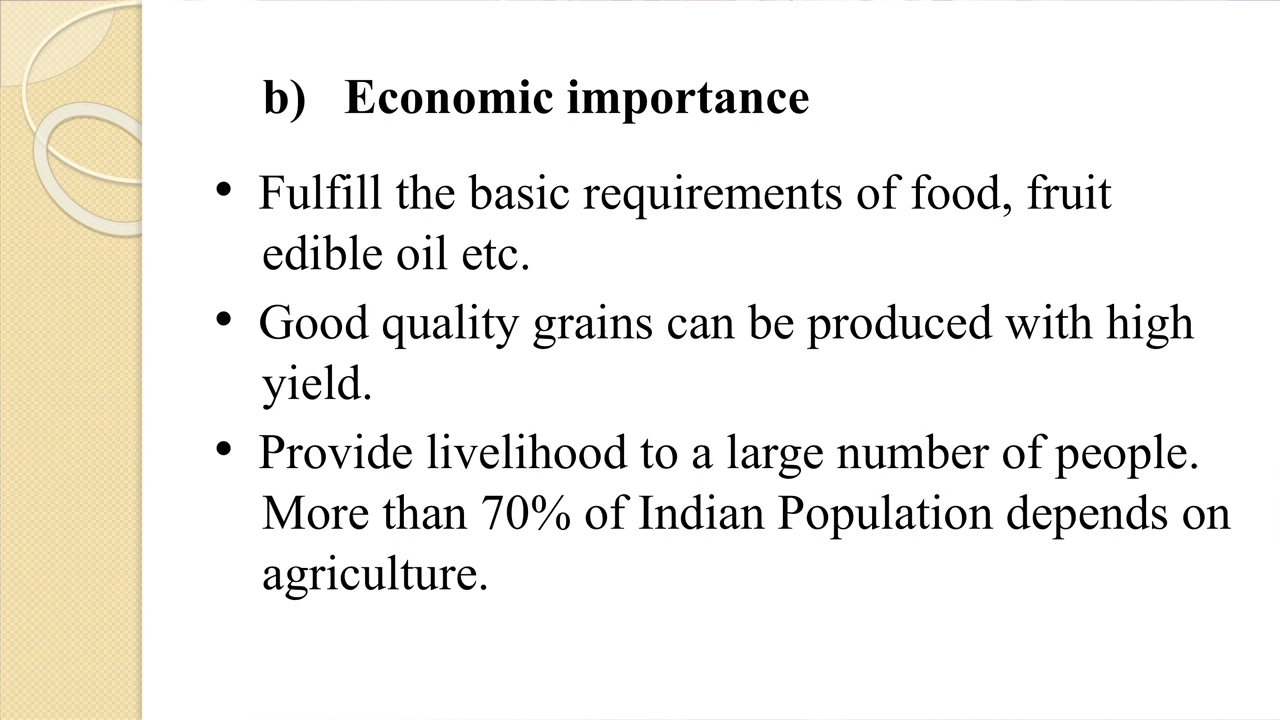 b) Economic importance
• Fulfill the basic requirements of food, fruit
edible oil etc.
• Good quality grains can be produced with high
yield.
• Provide livelihood to a large number of people.
More than 70% of Indian Population depends on
agriculture.